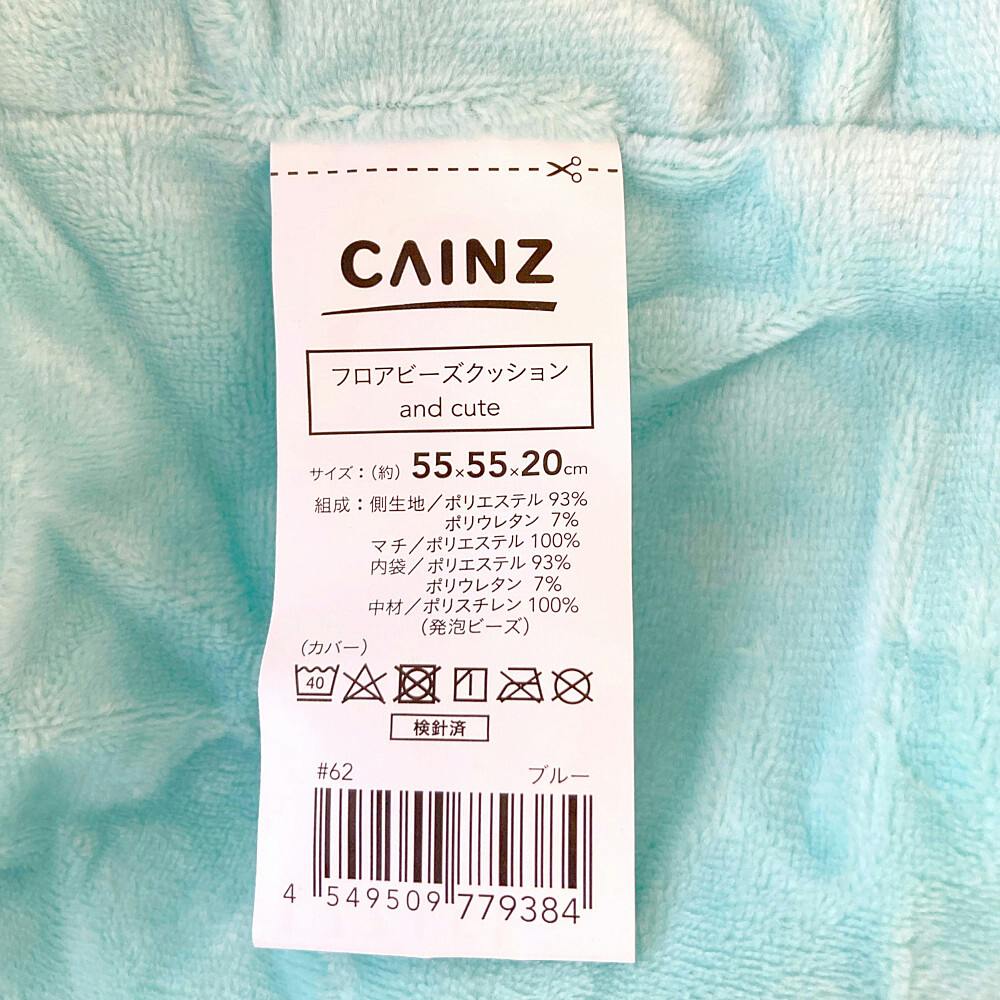 CAINZ
フロアビーズクッション
and cute
サイズ：（約） 55×55×20cm
組成：側生地／ポリエステル 93%
ポリウレタン 7%
マチ／ポリエステル 100%
内袋／ポリエステル 93%
ポリウレタン 7%
中材／ポリスチレン 100%
（発泡ビーズ）
（カバー）
40
検針済
#62 ブルー
4 549509 779384